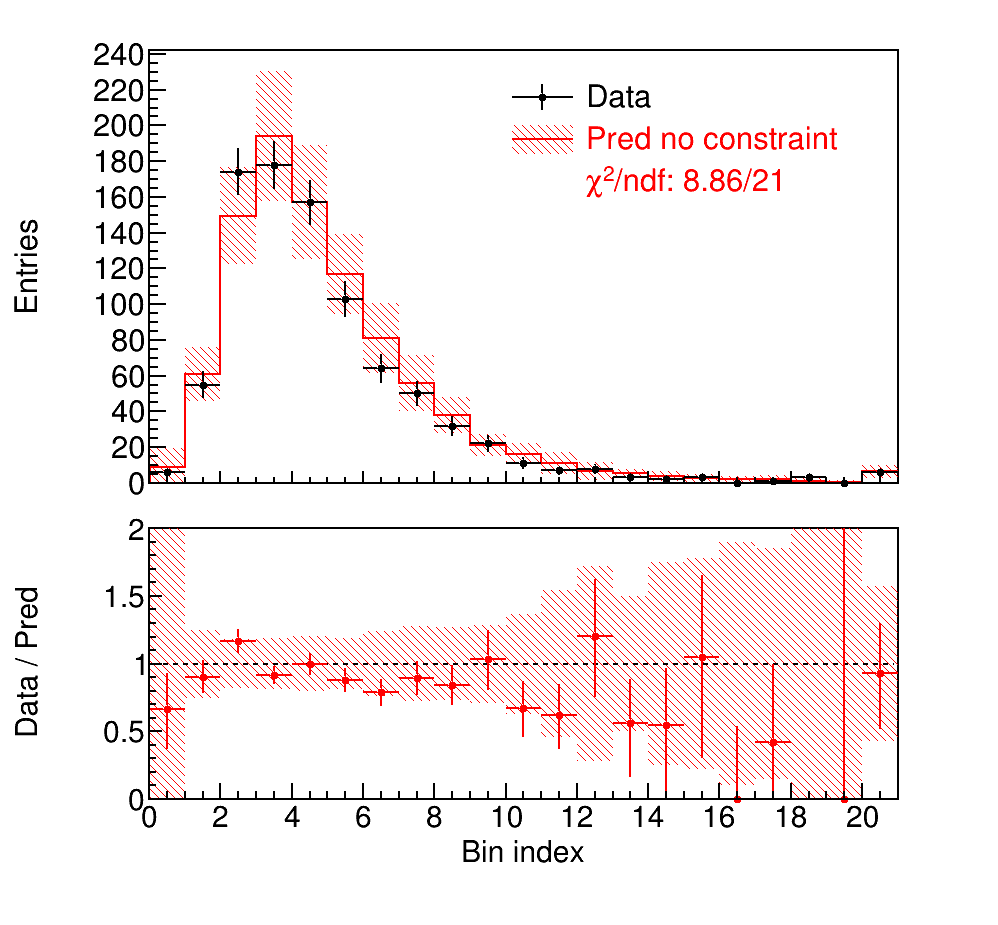 240
220
200
180
160
140
120
100
80
60
40
20
0
Entries
Data
Pred no constraint
χ²/ndf: 8.86/21
2
1.5
1
0.5
0
Data / Pred
0 2 4 6 8 10 12 14 16 18 20
Bin index